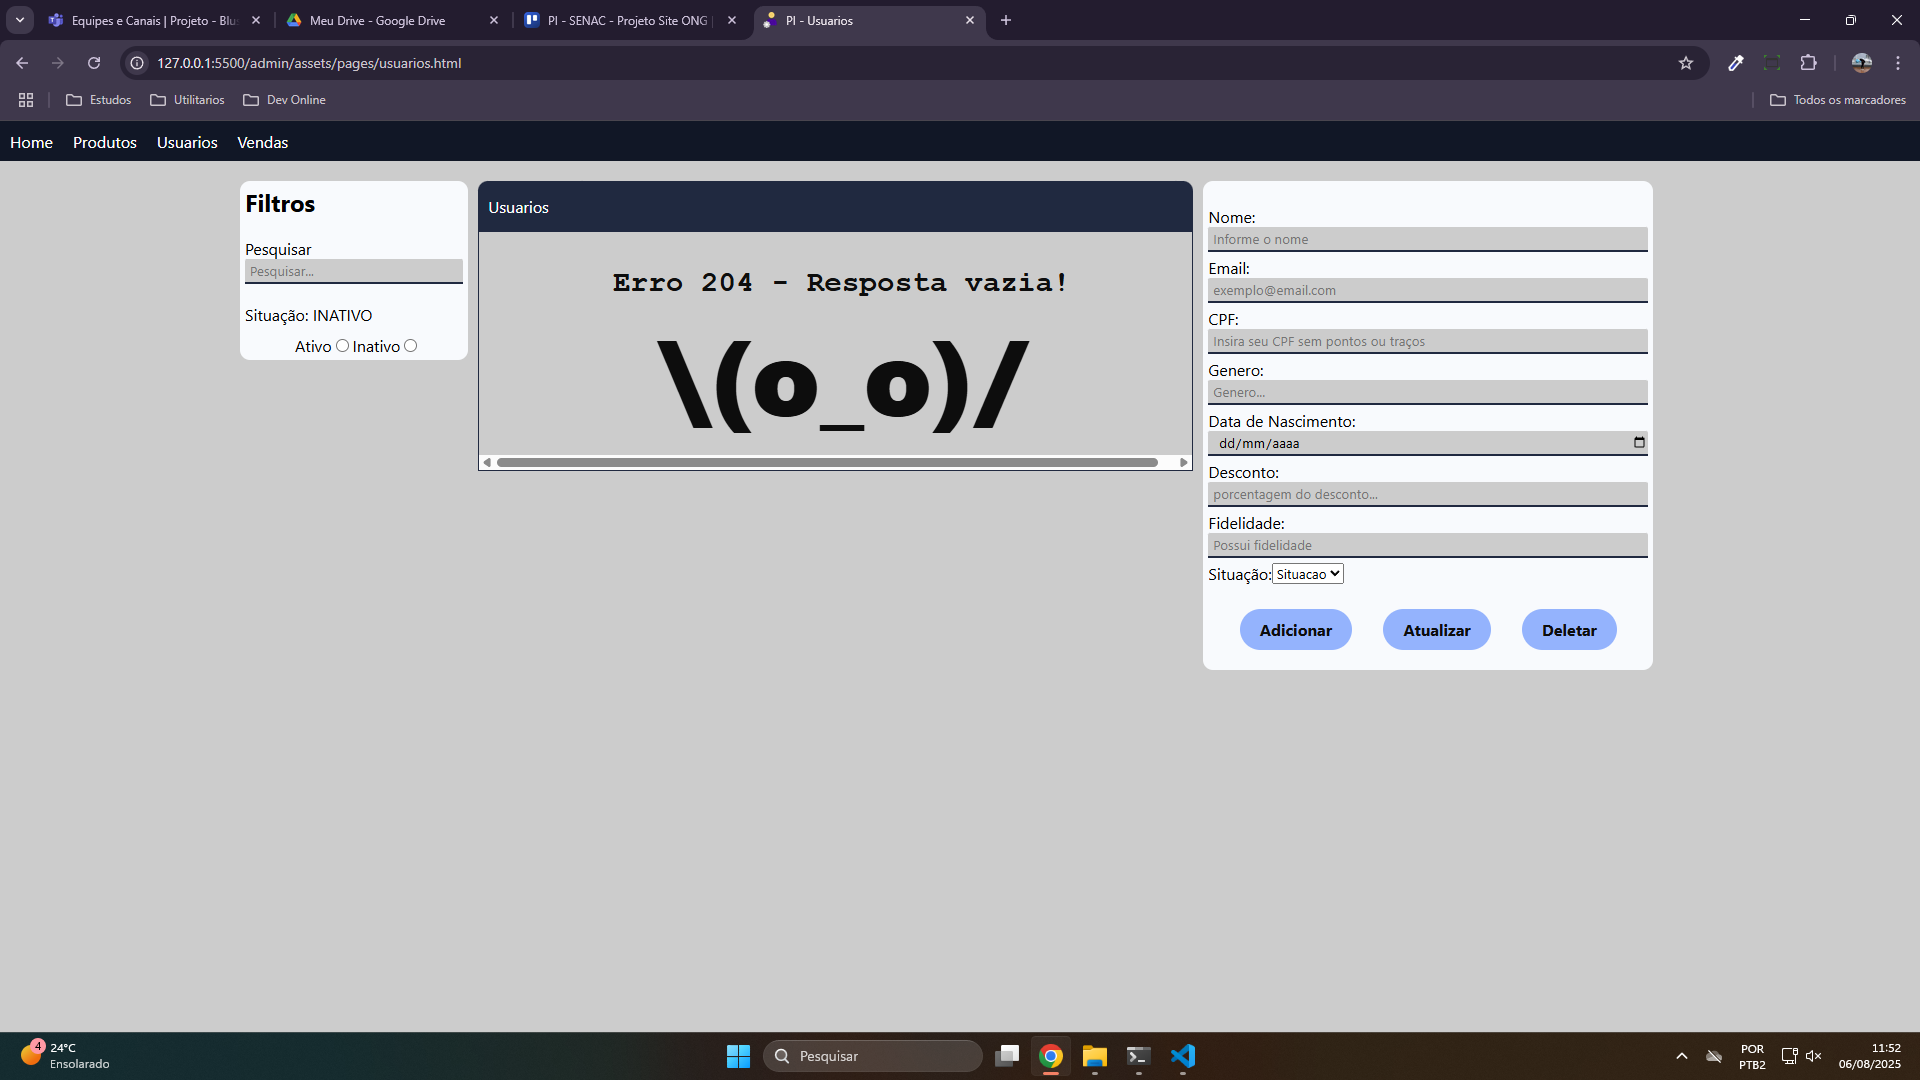 Equipes e Canais | Projeto - Blu
Meu Drive - Google Drive
PI - SENAC - Projeto Site ONG
PI - Usuarios
127.0.0.1:5500/admin/assets/pages/usuarios.html
Estudos
Utilitarios
Dev Online
Todos os marcadores
Home
Produtos
Usuarios
Vendas
Filtros
Pesquisar
Pesquisar...
Situação: INATIVO
Ativo
Inativo
Usuarios
Erro 204 - Resposta vazia!
\(o_o)/
Nome:
Informe o nome
Email:
exemplo@email.com
CPF:
Insira seu CPF sem pontos ou traços
Genero:
Genero...
Data de Nascimento:
dd/mm/aaaa
Desconto:
porcentagem do desconto...
Fidelidade:
Possui fidelidade
Situação:
Situacao
Adicionar
Atualizar
Deletar
4
24°C
Ensolarado
Pesquisar
POR
PTB2
11:52
06/08/2025